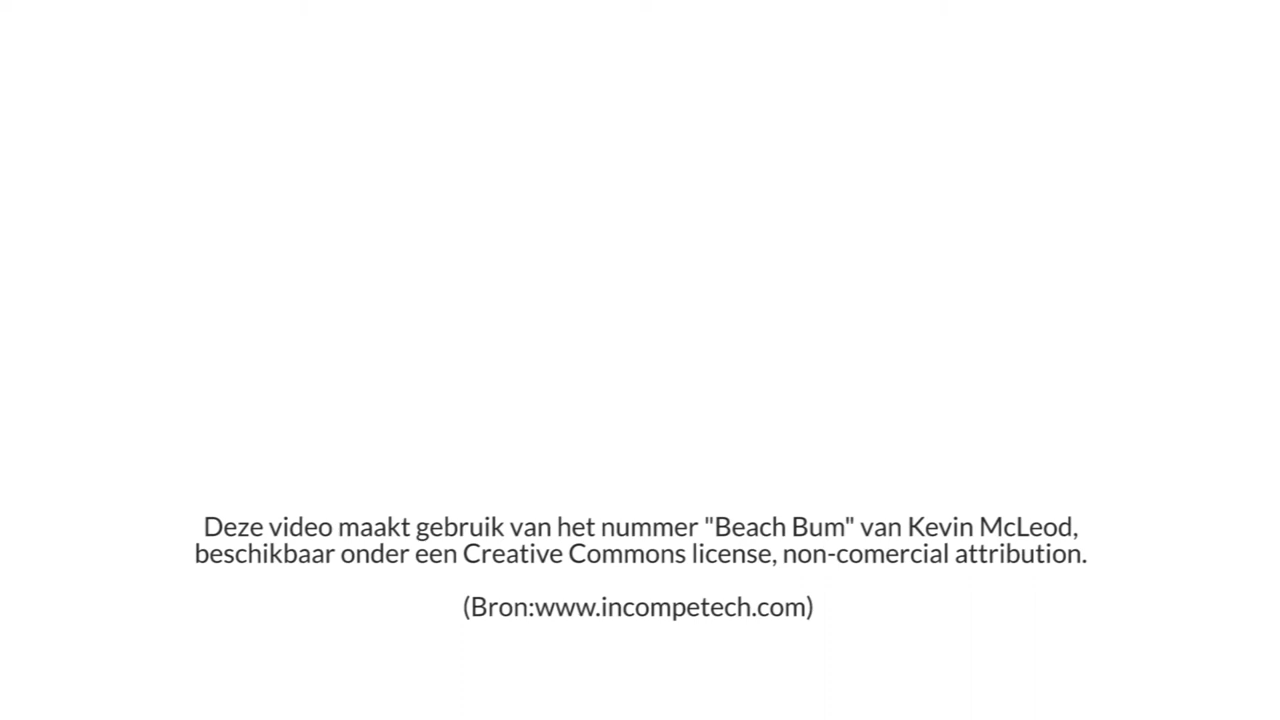 Deze video maakt gebruik van het nummer "Beach Bum" van Kevin McLeod,
beschikbaar onder een Creative Commons license, non-comercial attribution.
(Bron:www.incompetech.com)